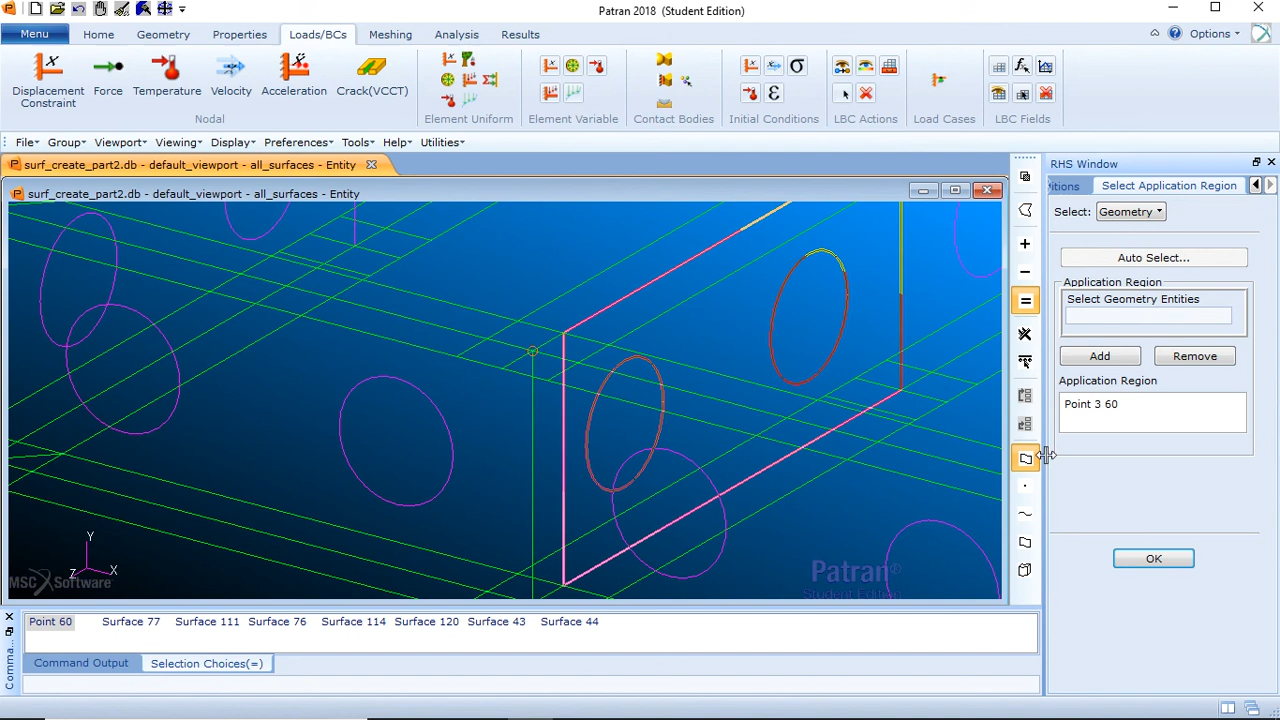 Patran 2018 (Student Edition)
Menu Home Geometry Properties Loads/BCs Meshing Analysis Results Options
Displacement Constraint Force Temperature Velocity Acceleration Crack(VCCT)
Nodal Element Uniform Element Variable Contact Bodies Initial Conditions LBC Actions Load Cases LBC Fields
File Group Viewport Viewing Display Preferences Tools Help Utilities
surf_create_part2.db - default_viewport - all_surfaces - Entity
surf_create_part2.db - default_viewport - all_surfaces - Entity
RHS Window
itions Select Application Region
Select: Geometry
Auto Select...
Application Region
Select Geometry Entities
Add Remove
Application Region
Point 3 60
OK
Y
Z X
MSC Software
Patran®
Student Edition
Point 60 Surface 77 Surface 111 Surface 76 Surface 114 Surface 120 Surface 43 Surface 44
Command Output Selection Choices(=)
Comma...